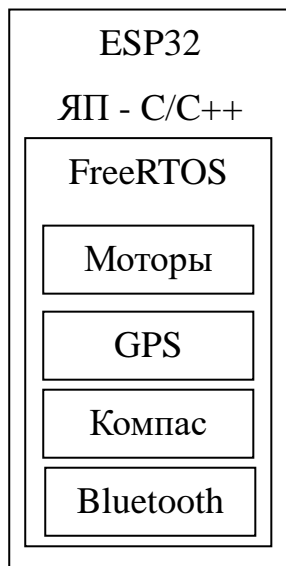 ESP32
ЯП - C/C++
FreeRTOS
Моторы
GPS
Компас
Bluetooth